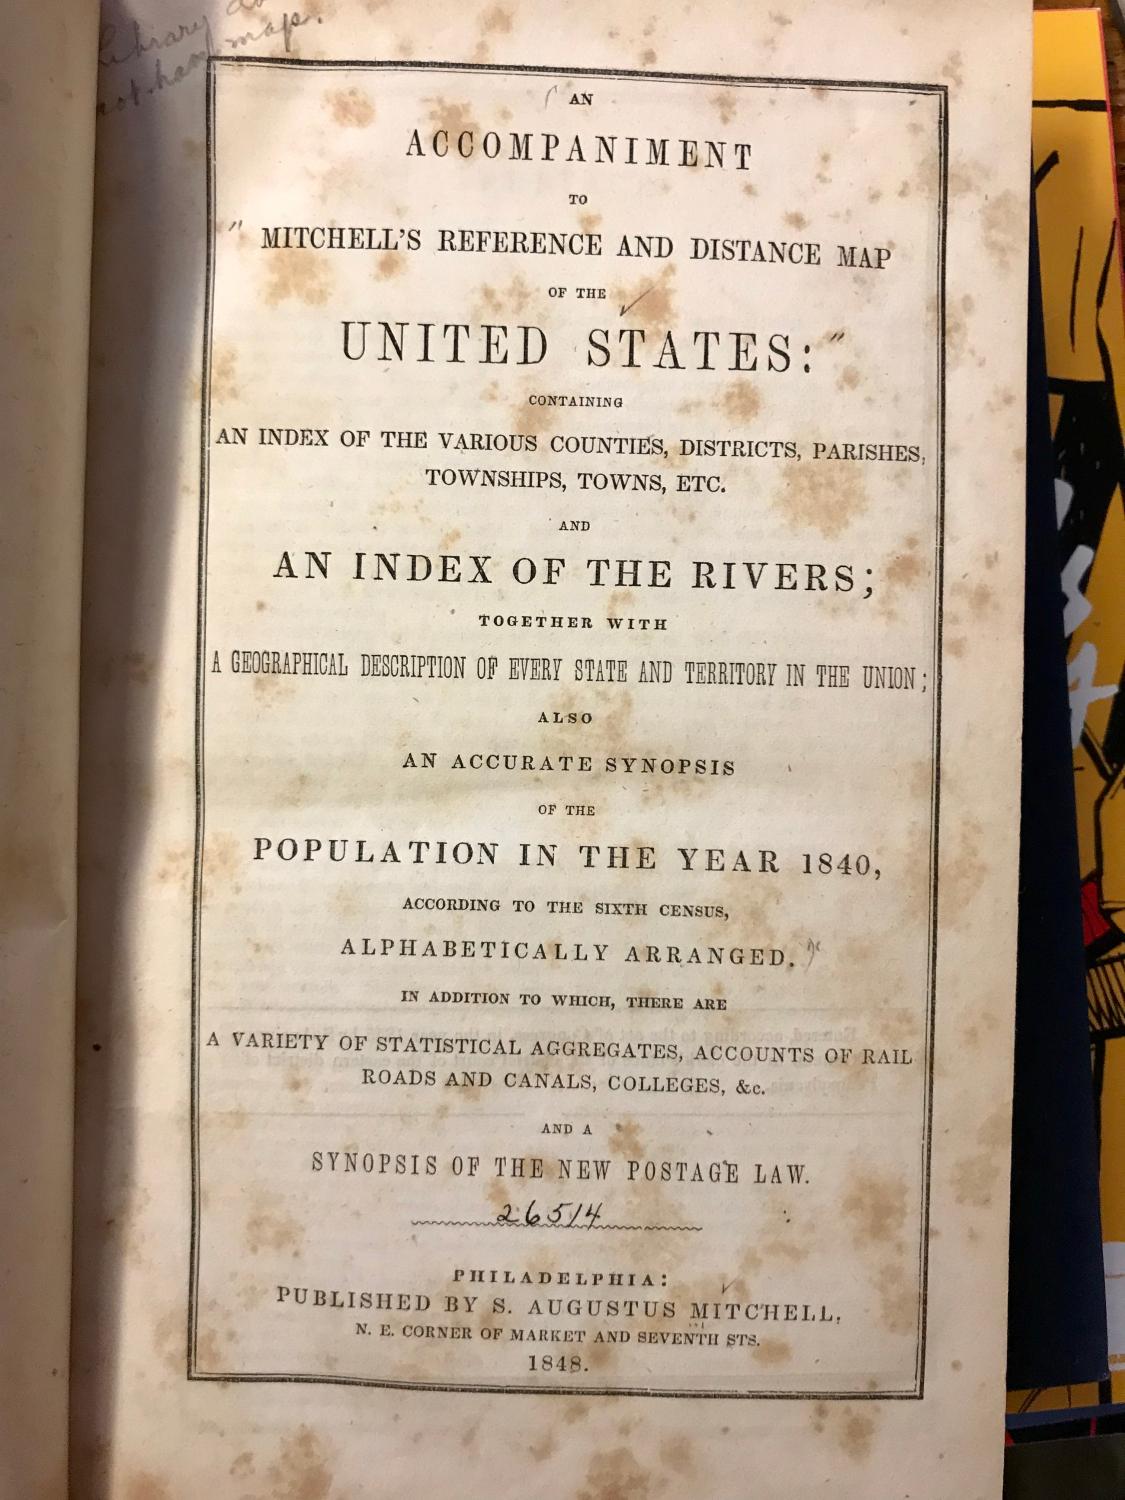 Library do
not have map.
AN
ACCOMPANIMENT
TO
" MITCHELL'S REFERENCE AND DISTANCE MAP
OF THE
UNITED STATES: "
CONTAINING
AN INDEX OF THE VARIOUS COUNTIES, DISTRICTS, PARISHES,
TOWNSHIPS, TOWNS, ETC.
AND
AN INDEX OF THE RIVERS;
TOGETHER WITH
A GEOGRAPHICAL DESCRIPTION OF EVERY STATE AND TERRITORY IN THE UNION;
ALSO
AN ACCURATE SYNOPSIS
OF THE
POPULATION IN THE YEAR 1840,
ACCORDING TO THE SIXTH CENSUS,
ALPHABETICALLY ARRANGED.
IN ADDITION TO WHICH, THERE ARE
A VARIETY OF STATISTICAL AGGREGATES, ACCOUNTS OF RAIL
ROADS AND CANALS, COLLEGES, &c.
AND A
SYNOPSIS OF THE NEW POSTAGE LAW.
26514
PHILADELPHIA:
PUBLISHED BY S. AUGUSTUS MITCHELL,
N. E. CORNER OF MARKET AND SEVENTH STS.
1848.